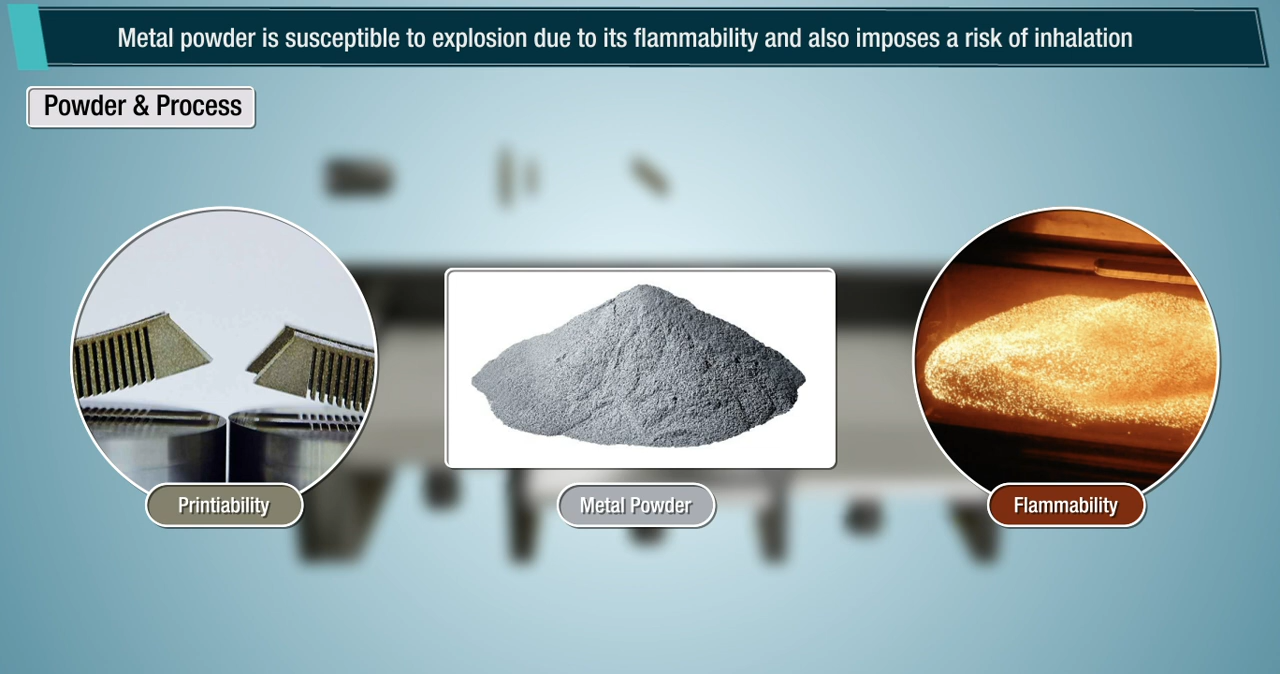 Metal powder is susceptible to explosion due to its flammability and also imposes a risk of inhalation
Powder & Process
Printiability
Metal Powder
Flammability